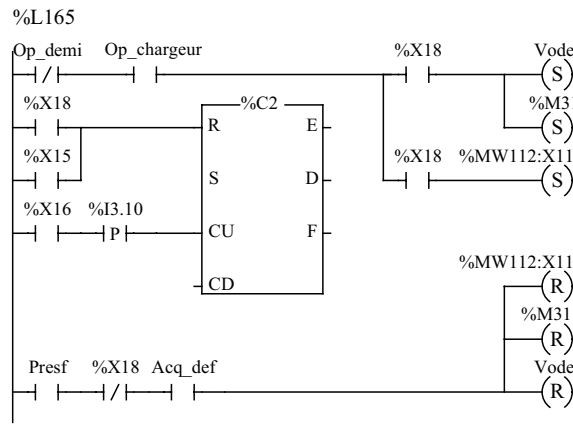 %L165
Op_demi Op_chargeur %X18 Vode
S
%X18 %C2 %M31
R E S
%X15 %X18 %MW112:X11
S D S
%X16 %I3.10
P CU F
%MW112:X11
CD R
%M31
R
Presf %X18 Acq_def Vode
R